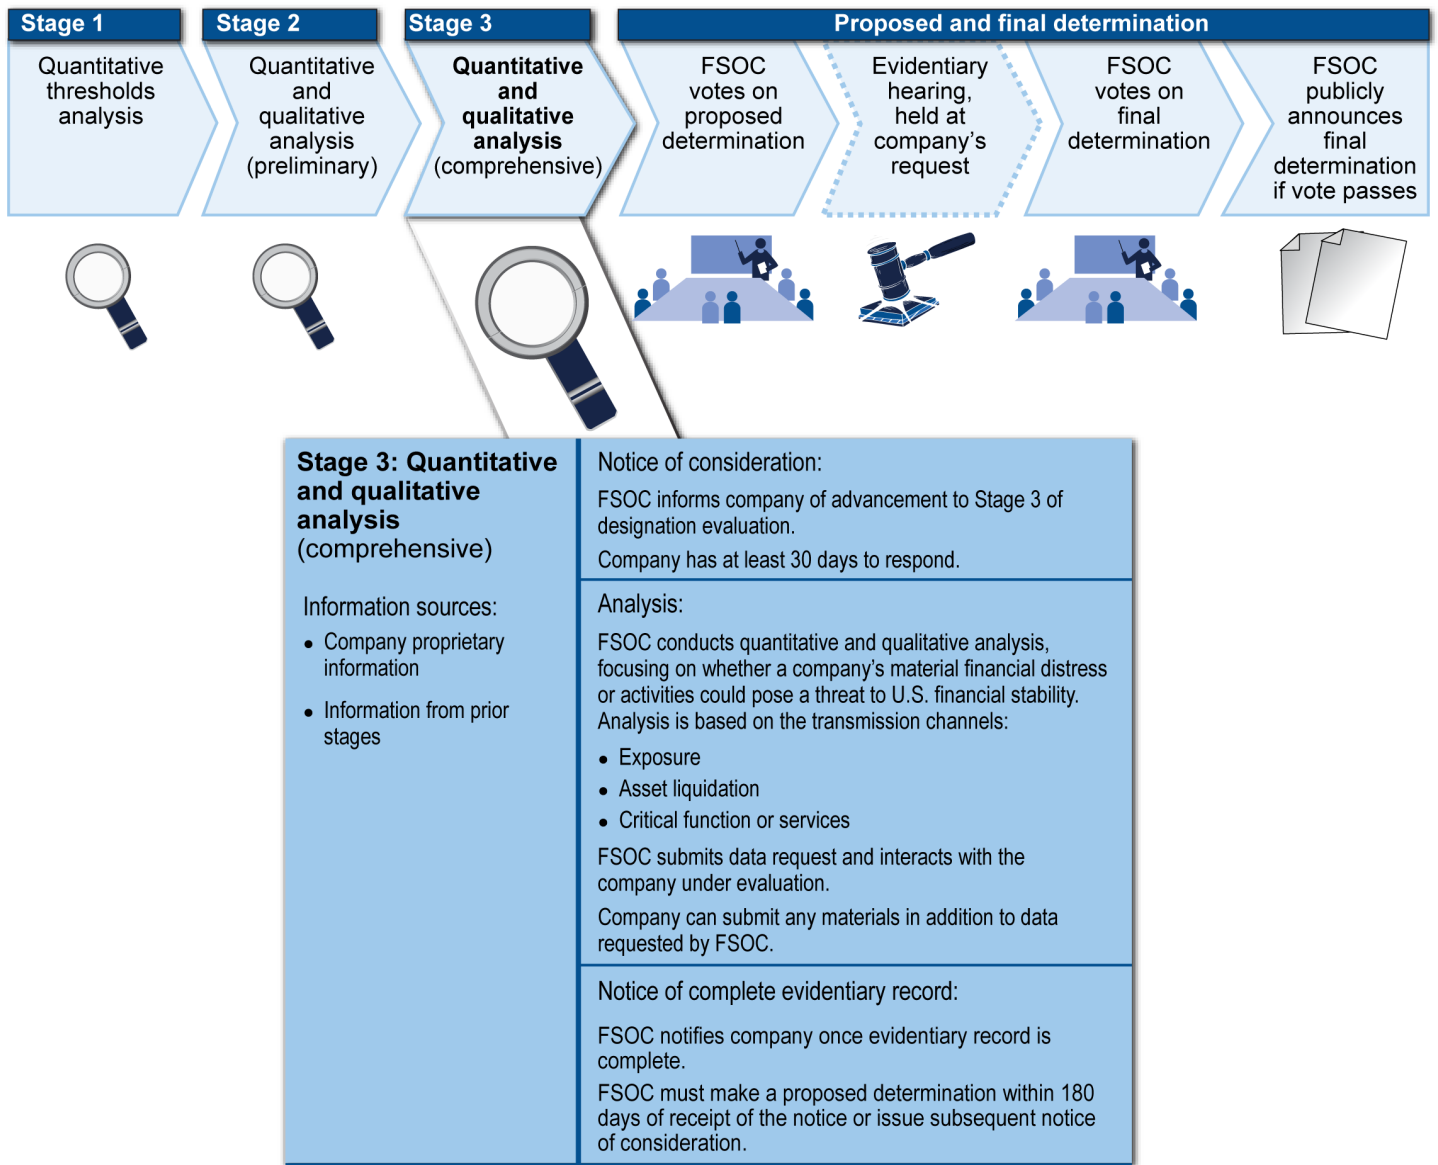 Stage 1
Quantitative
thresholds
analysis
Stage 2
Quantitative
and
qualitative
analysis
(preliminary)
Stage 3
Quantitative
and
qualitative
analysis
(comprehensive)
Proposed and final determination
FSOC
votes on
proposed
determination
Evidentiary
hearing,
held at
company’s
request
FSOC
votes on
final
determination
FSOC
publicly
announces
final
determination
if vote passes
Stage 3: Quantitative
and qualitative
analysis
(comprehensive)
Information sources:
● Company proprietary
information
● Information from prior
stages
Notice of consideration:
FSOC informs company of advancement to Stage 3 of
designation evaluation.
Company has at least 30 days to respond.
Analysis:
FSOC conducts quantitative and qualitative analysis,
focusing on whether a company’s material financial distress
or activities could pose a threat to U.S. financial stability.
Analysis is based on the transmission channels:
● Exposure
● Asset liquidation
● Critical function or services
FSOC submits data request and interacts with the
company under evaluation.
Company can submit any materials in addition to data
requested by FSOC.
Notice of complete evidentiary record:
FSOC notifies company once evidentiary record is
complete.
FSOC must make a proposed determination within 180
days of receipt of the notice or issue subsequent notice
of consideration.